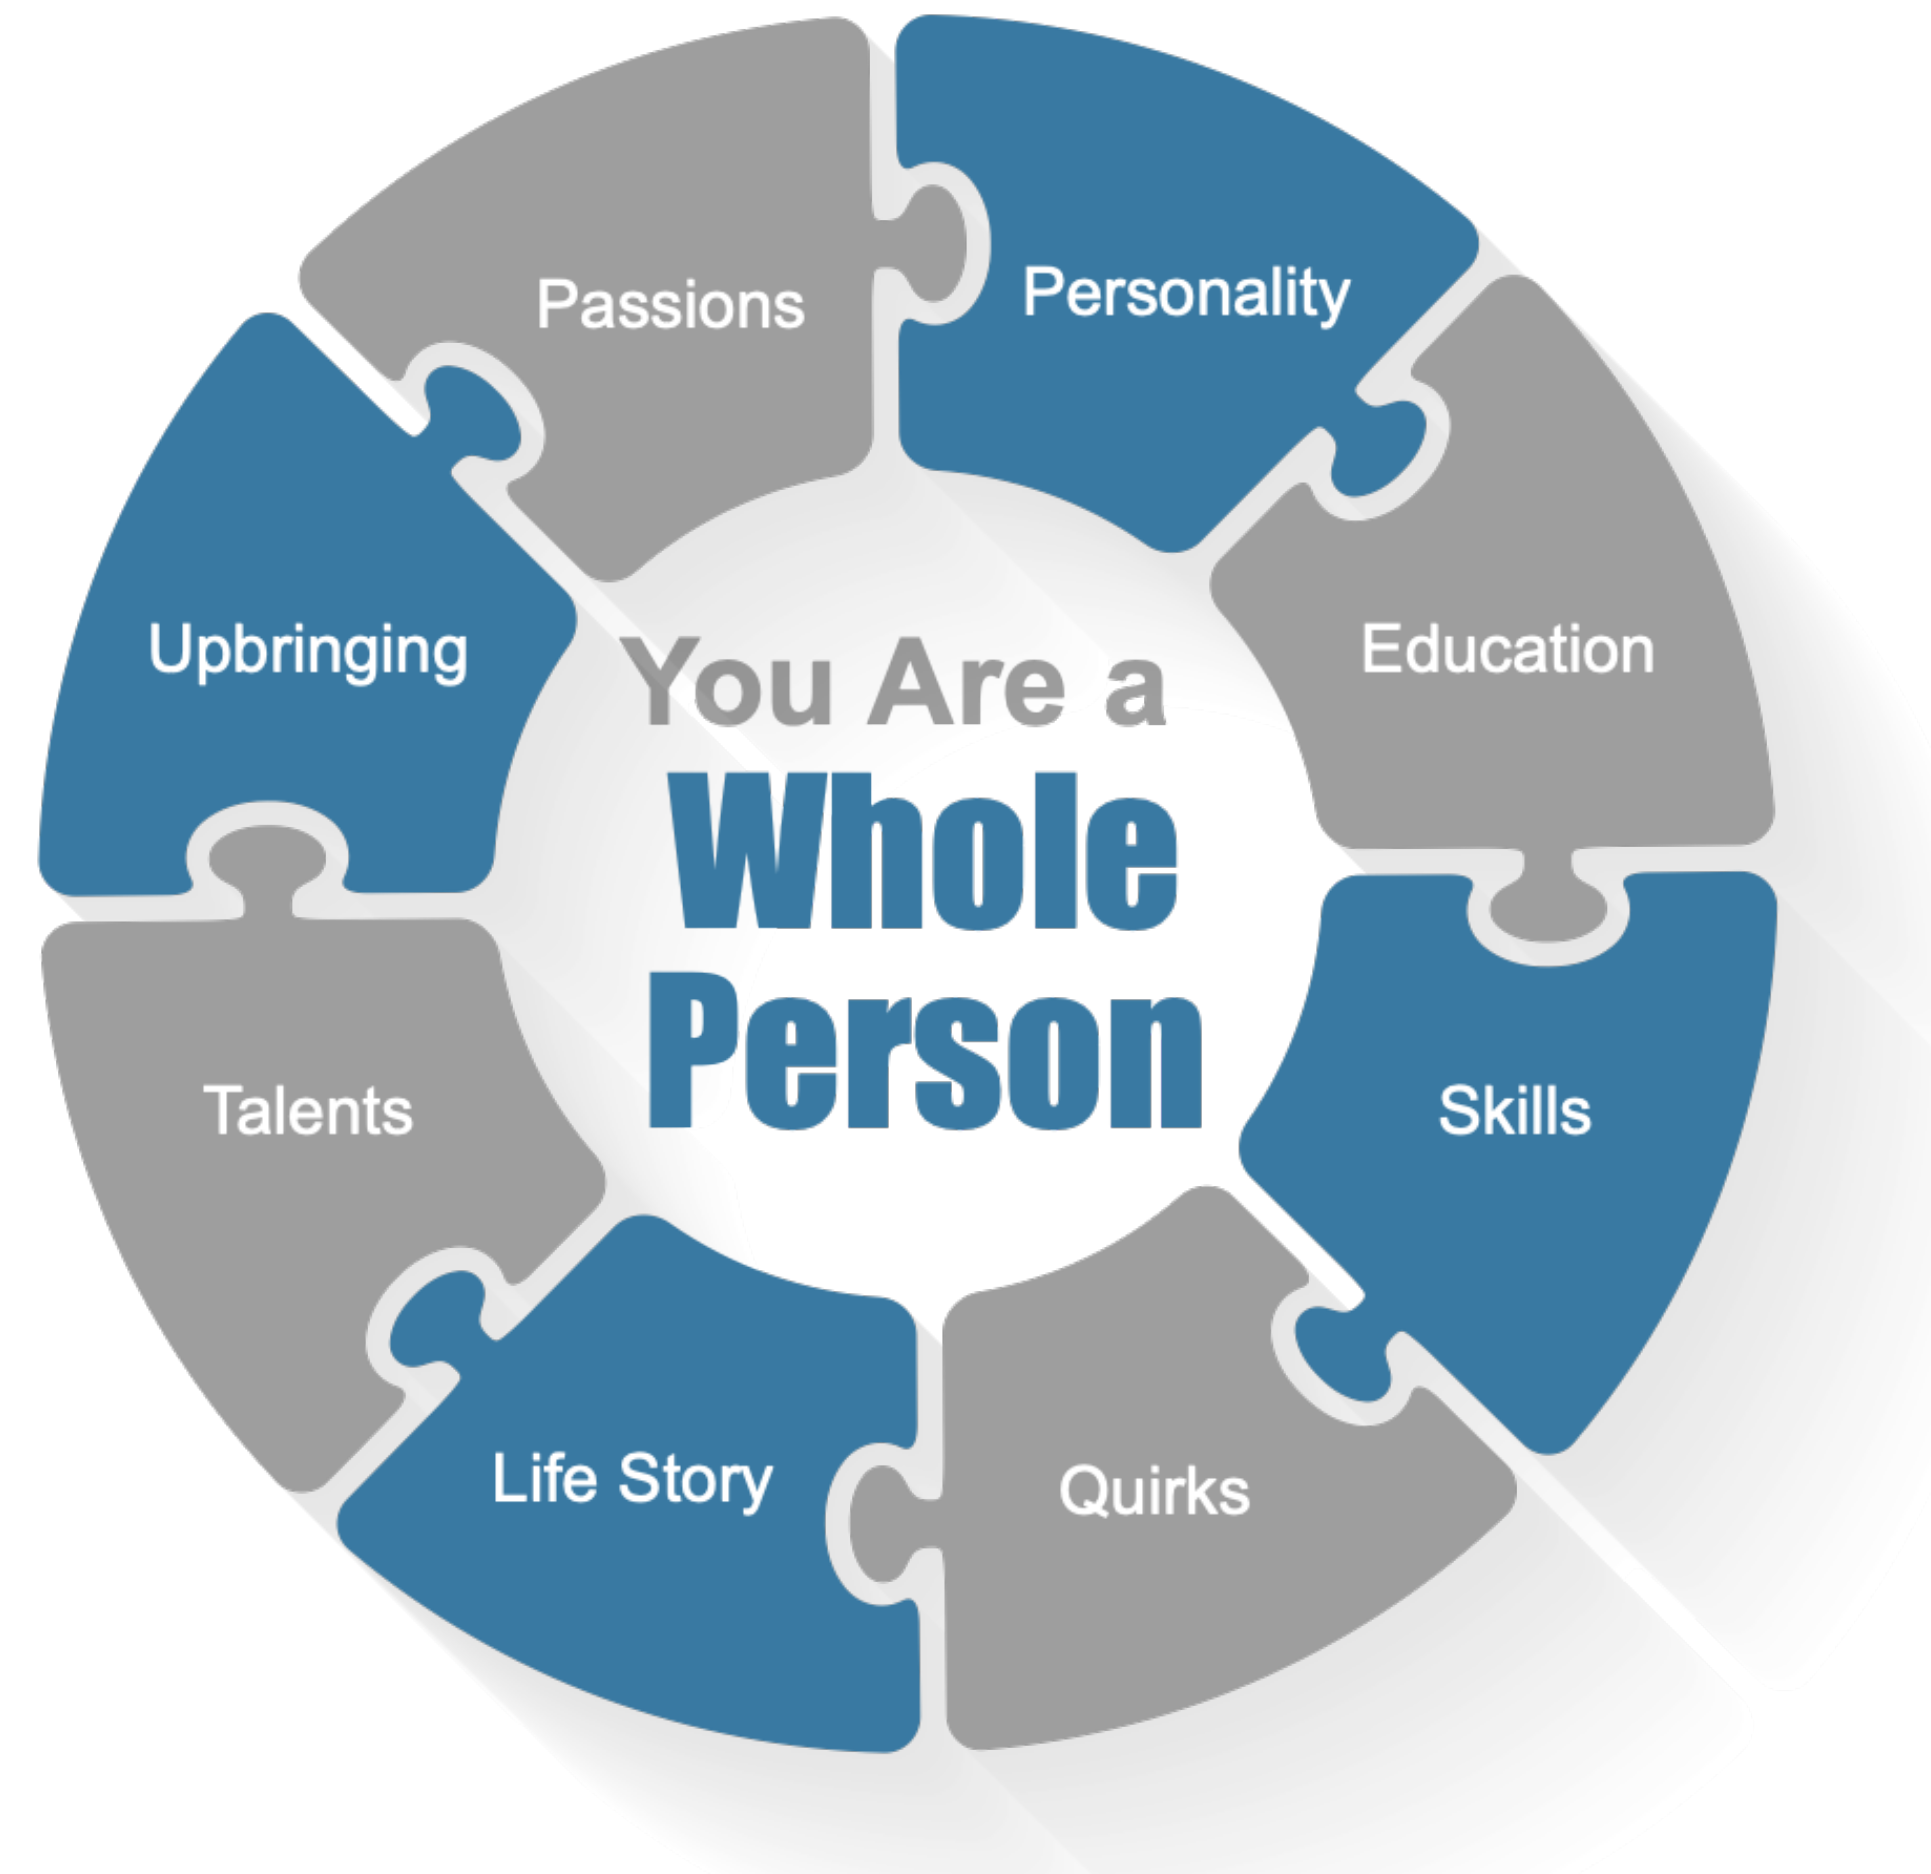 Passions
Personality
Upbringing
Education
You Are a
Whole
Person
Talents
Skills
Life Story
Quirks